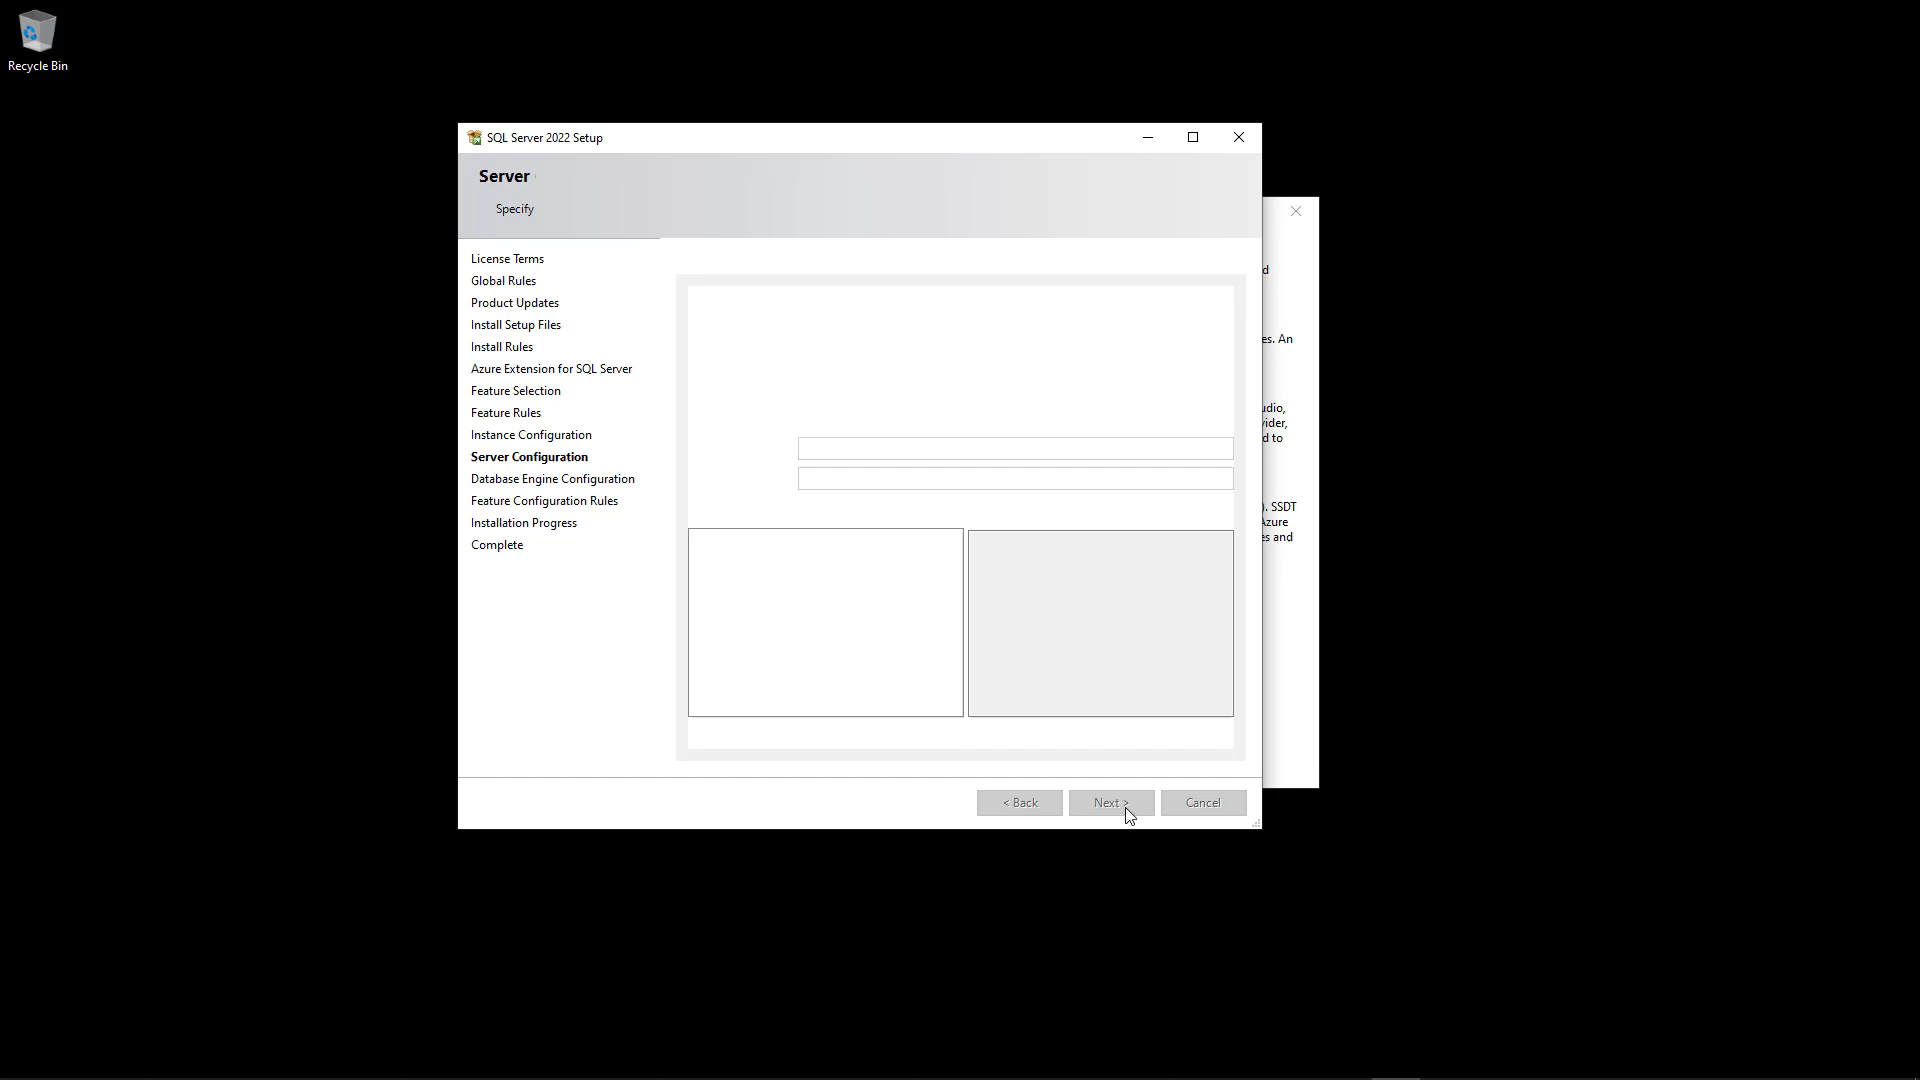 Recycle Bin
SQL Server 2022 Setup
Server
Specify
License Terms
Global Rules
Product Updates
Install Setup Files
Install Rules
Azure Extension for SQL Server
Feature Selection
Feature Rules
Instance Configuration
Server Configuration
Database Engine Configuration
Feature Configuration Rules
Installation Progress
Complete
< Back
Next >
Cancel
d
es. An
udio,
vider,
d to
). SSDT
Azure
es and